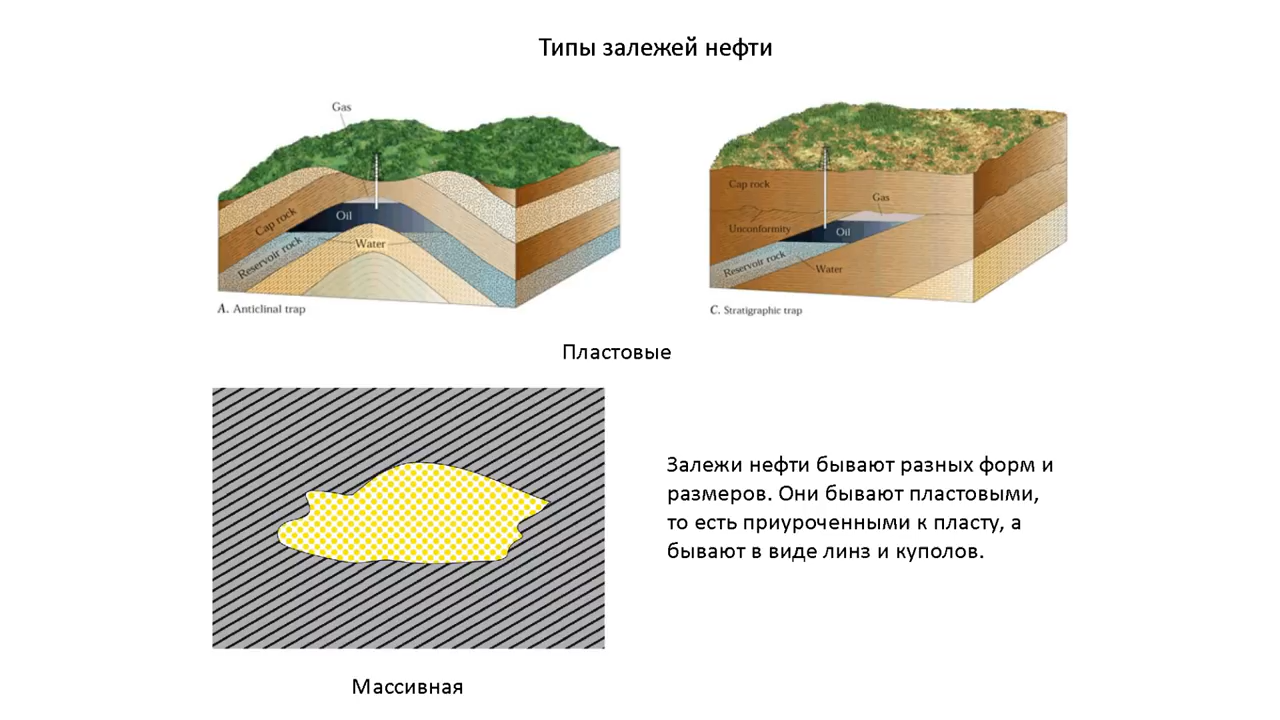 Типы залежей нефти
Gas
Cap rock
Oil
Water
Reservoir rock
A. Anticlinal trap
Cap rock
Gas
Unconformity
Oil
Reservoir rock
Water
C. Stratigraphic trap
Пластовые
Залежи нефти бывают разных форм и
размеров. Они бывают пластовыми,
то есть приуроченными к пласту, а
бывают в виде линз и куполов.
Массивная